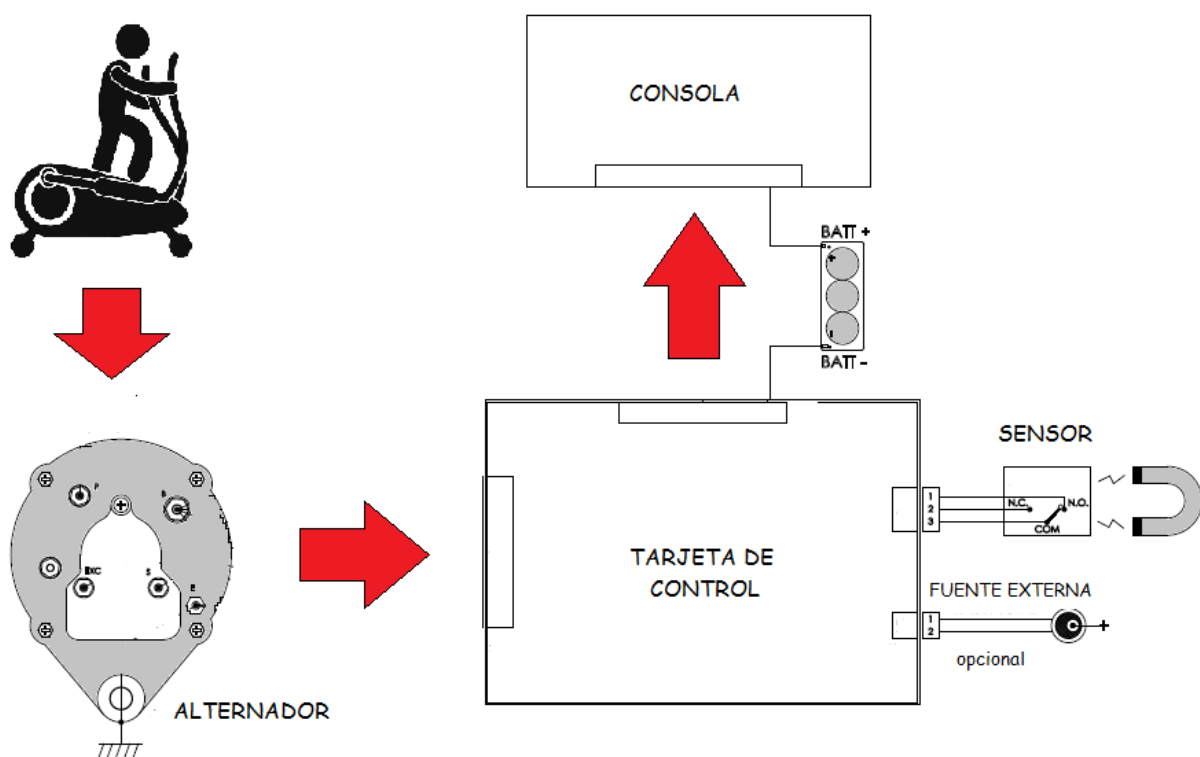 CONSOLA
BATT +
+
-
BATT -
SENSOR
1
2
3
N.C.
N.O.
COM
TARJETA DE
CONTROL
FUENTE EXTERNA
1
2
+
opcional
P
B
EXC
S
E
ALTERNADOR